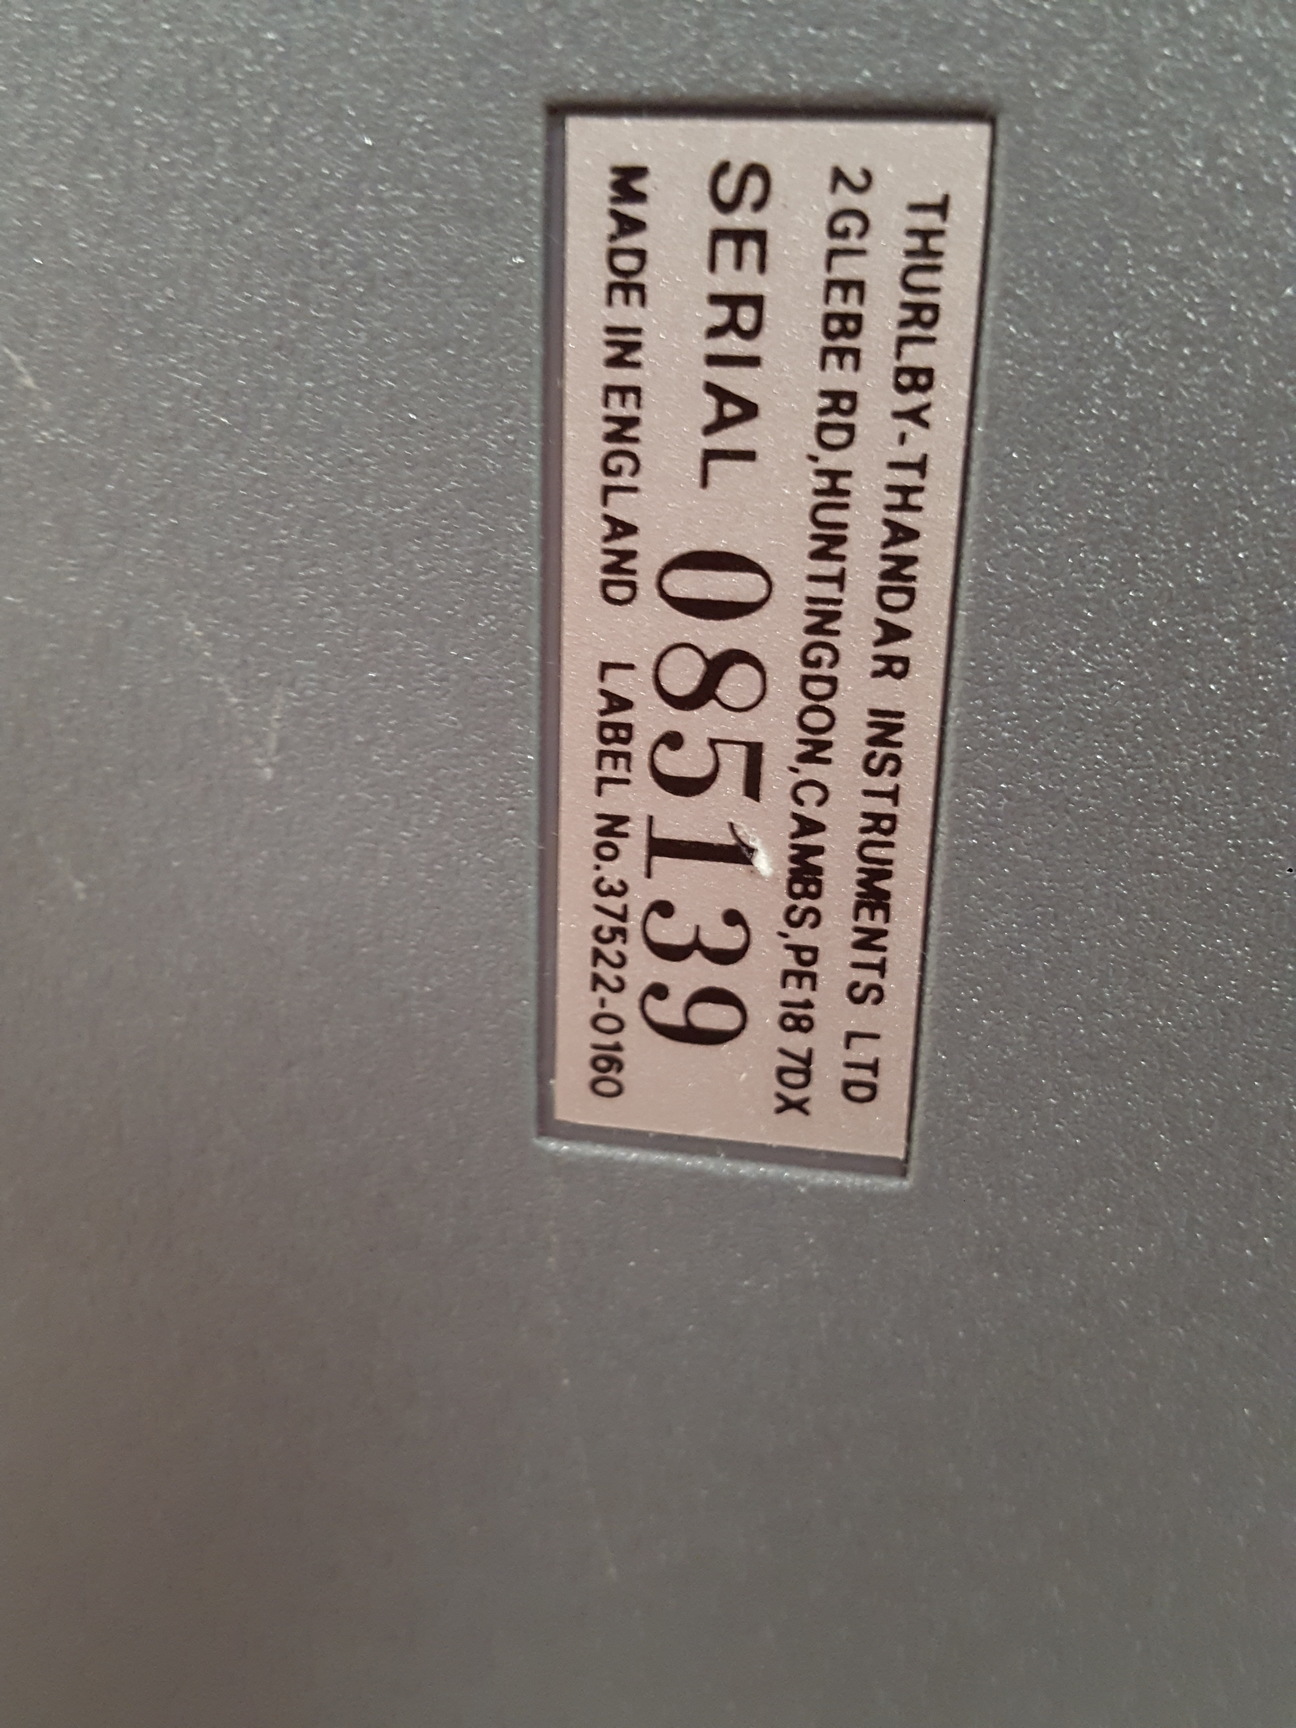 THURLBY-THANDAR INSTRUMENTS LTD
2 GLEBE RD,HUNTINGDON,CAMBS,PE18 7DX
SERIAL 085139
MADE IN ENGLAND LABEL No.37522-0160